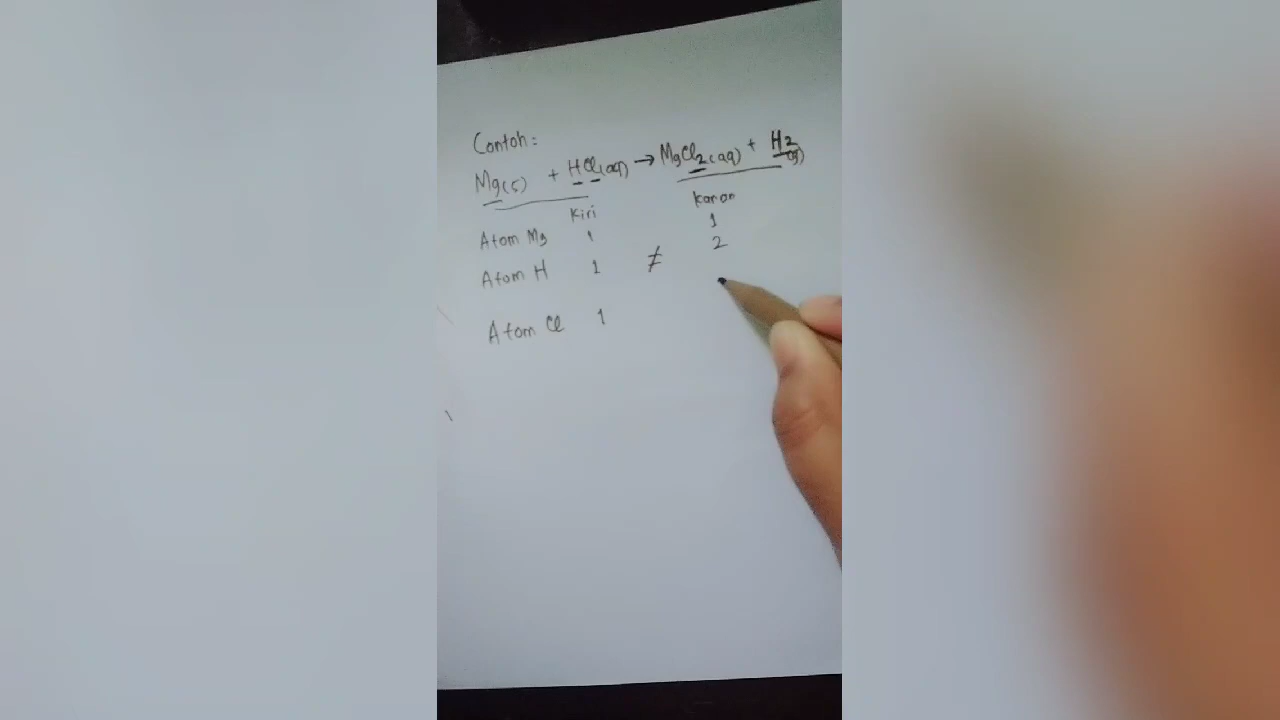 Contoh:
Mg(s) + HCl(aq) → MgCl2(aq) + H2(g)
Kiri Kanan
Atom Mg 1 1
Atom H 1 ≠ 2
Atom Cl 1